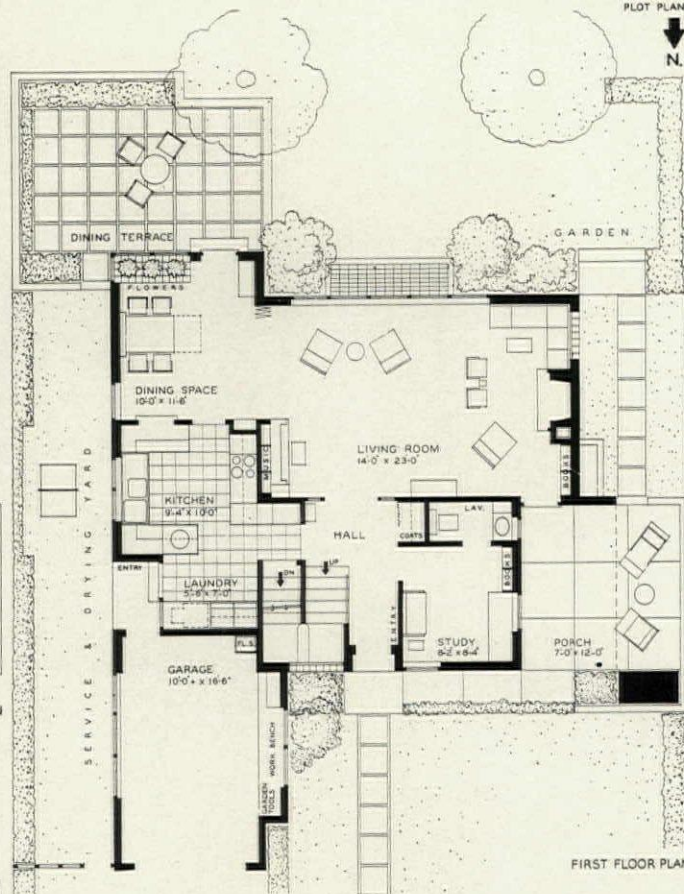 PLOT PLAN
N.
DINING TERRACE
GARDEN
FLOWERS
DINING SPACE
10'-0" × 11'-6"
LIVING ROOM
14'-0" × 23'-0"
MUSIC
BOOKS
KITCHEN
9'-4" × 10'-0"
HALL
COATS
LAV.
SERVICE & DRYING YARD
ENTRY
LAUNDRY
5'-6" × 7'-0"
DN
UP
BOOKS
ENTRY
STUDY
8'-2" × 8'-4"
PORCH
7'-0" × 12'-0"
FL.S.
GARAGE
10'-0" + × 16'-6"
WORK BENCH
GARDEN
TOOLS
FIRST FLOOR PLAN